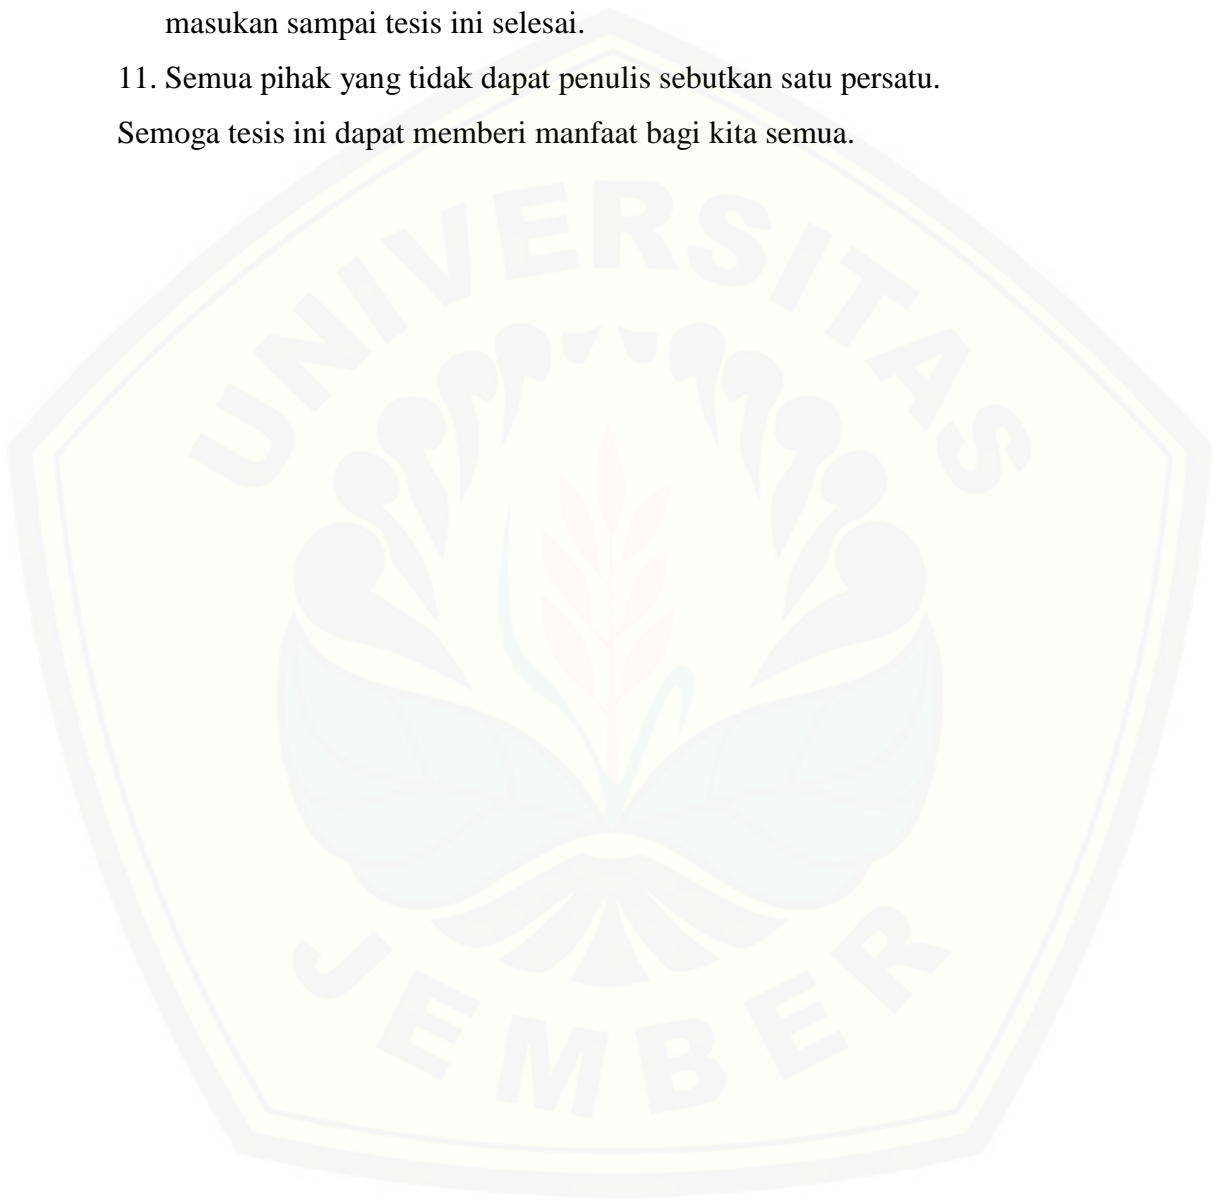 masukan sampai tesis ini selesai.
11. Semua pihak yang tidak dapat penulis sebutkan satu persatu.
Semoga tesis ini dapat memberi manfaat bagi kita semua.
UNIVERSITAS
JEMBER